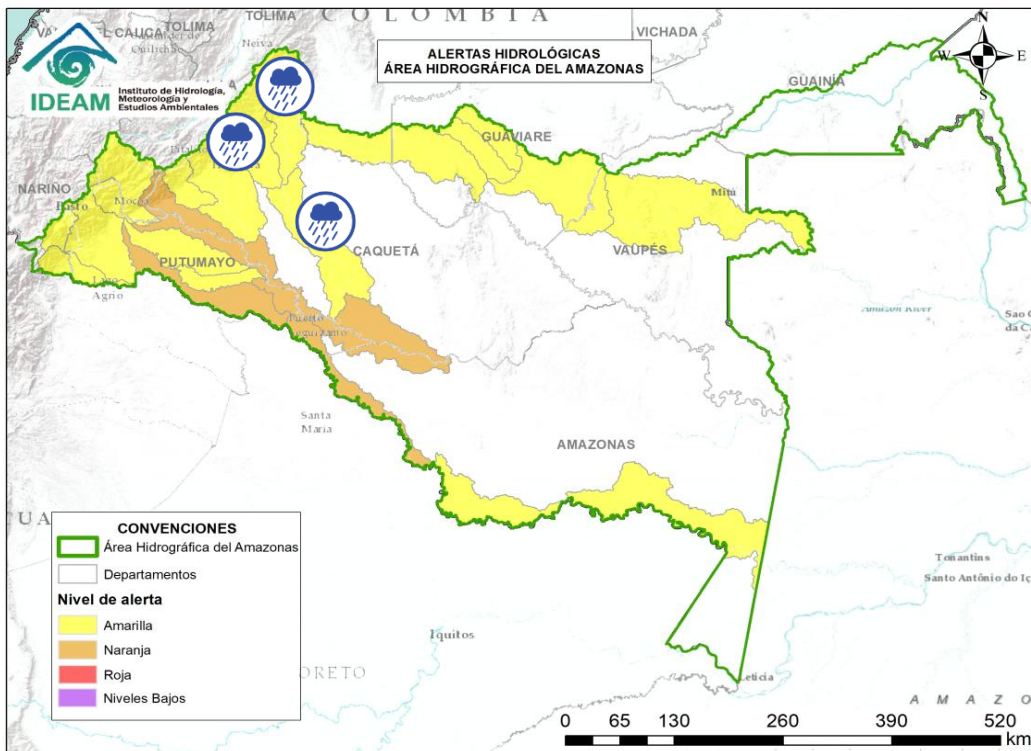 COLOMBIA
TOLIMA
TOLIMA
CAUCA
VICHADA
Neiva
N
W
E
S
ALERTAS HIDROLÓGICAS
ÁREA HIDROGRÁFICA DEL AMAZONAS
IDEAM
Instituto de Hidrología,
Meteorología y
Estudios Ambientales
GUAINÍA
GUAVIARE
NARIÑO
Pasto
Mocoa
Mitú
VAUPÉS
CAQUETÁ
PUTUMAYO
Lago
Agrio
Puerto
Leguizamo
Santa
Maria
AMAZONAS
CONVENCIONES
Área Hidrográfica del Amazonas
Departamentos
Nivel de alerta
Amarilla
Naranja
Roja
Niveles Bajos
Tonantins
Santo Antônio do
Iquitos
ORETO
Leticia
0 65 130 260 390 520
km